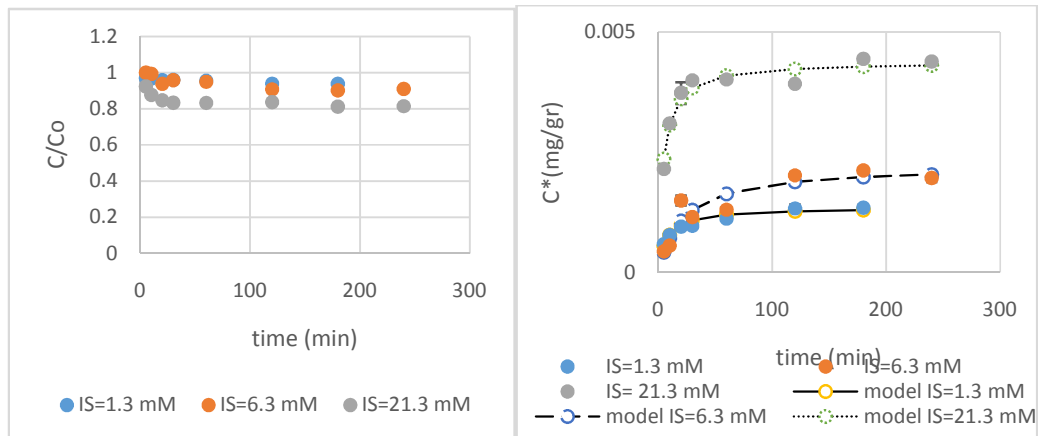 1.2
1
0.8
0.6
0.4
0.2
0
C/Co
0 100 200 300
time (min)
IS=1.3 mM IS=6.3 mM IS=21.3 mM
0.005
0
C*(mg/gr)
0 100 200 300
time (min)
IS=1.3 mM IS=6.3 mM
IS= 21.3 mM model IS=1.3 mM
model IS=6.3 mM model IS=21.3 mM